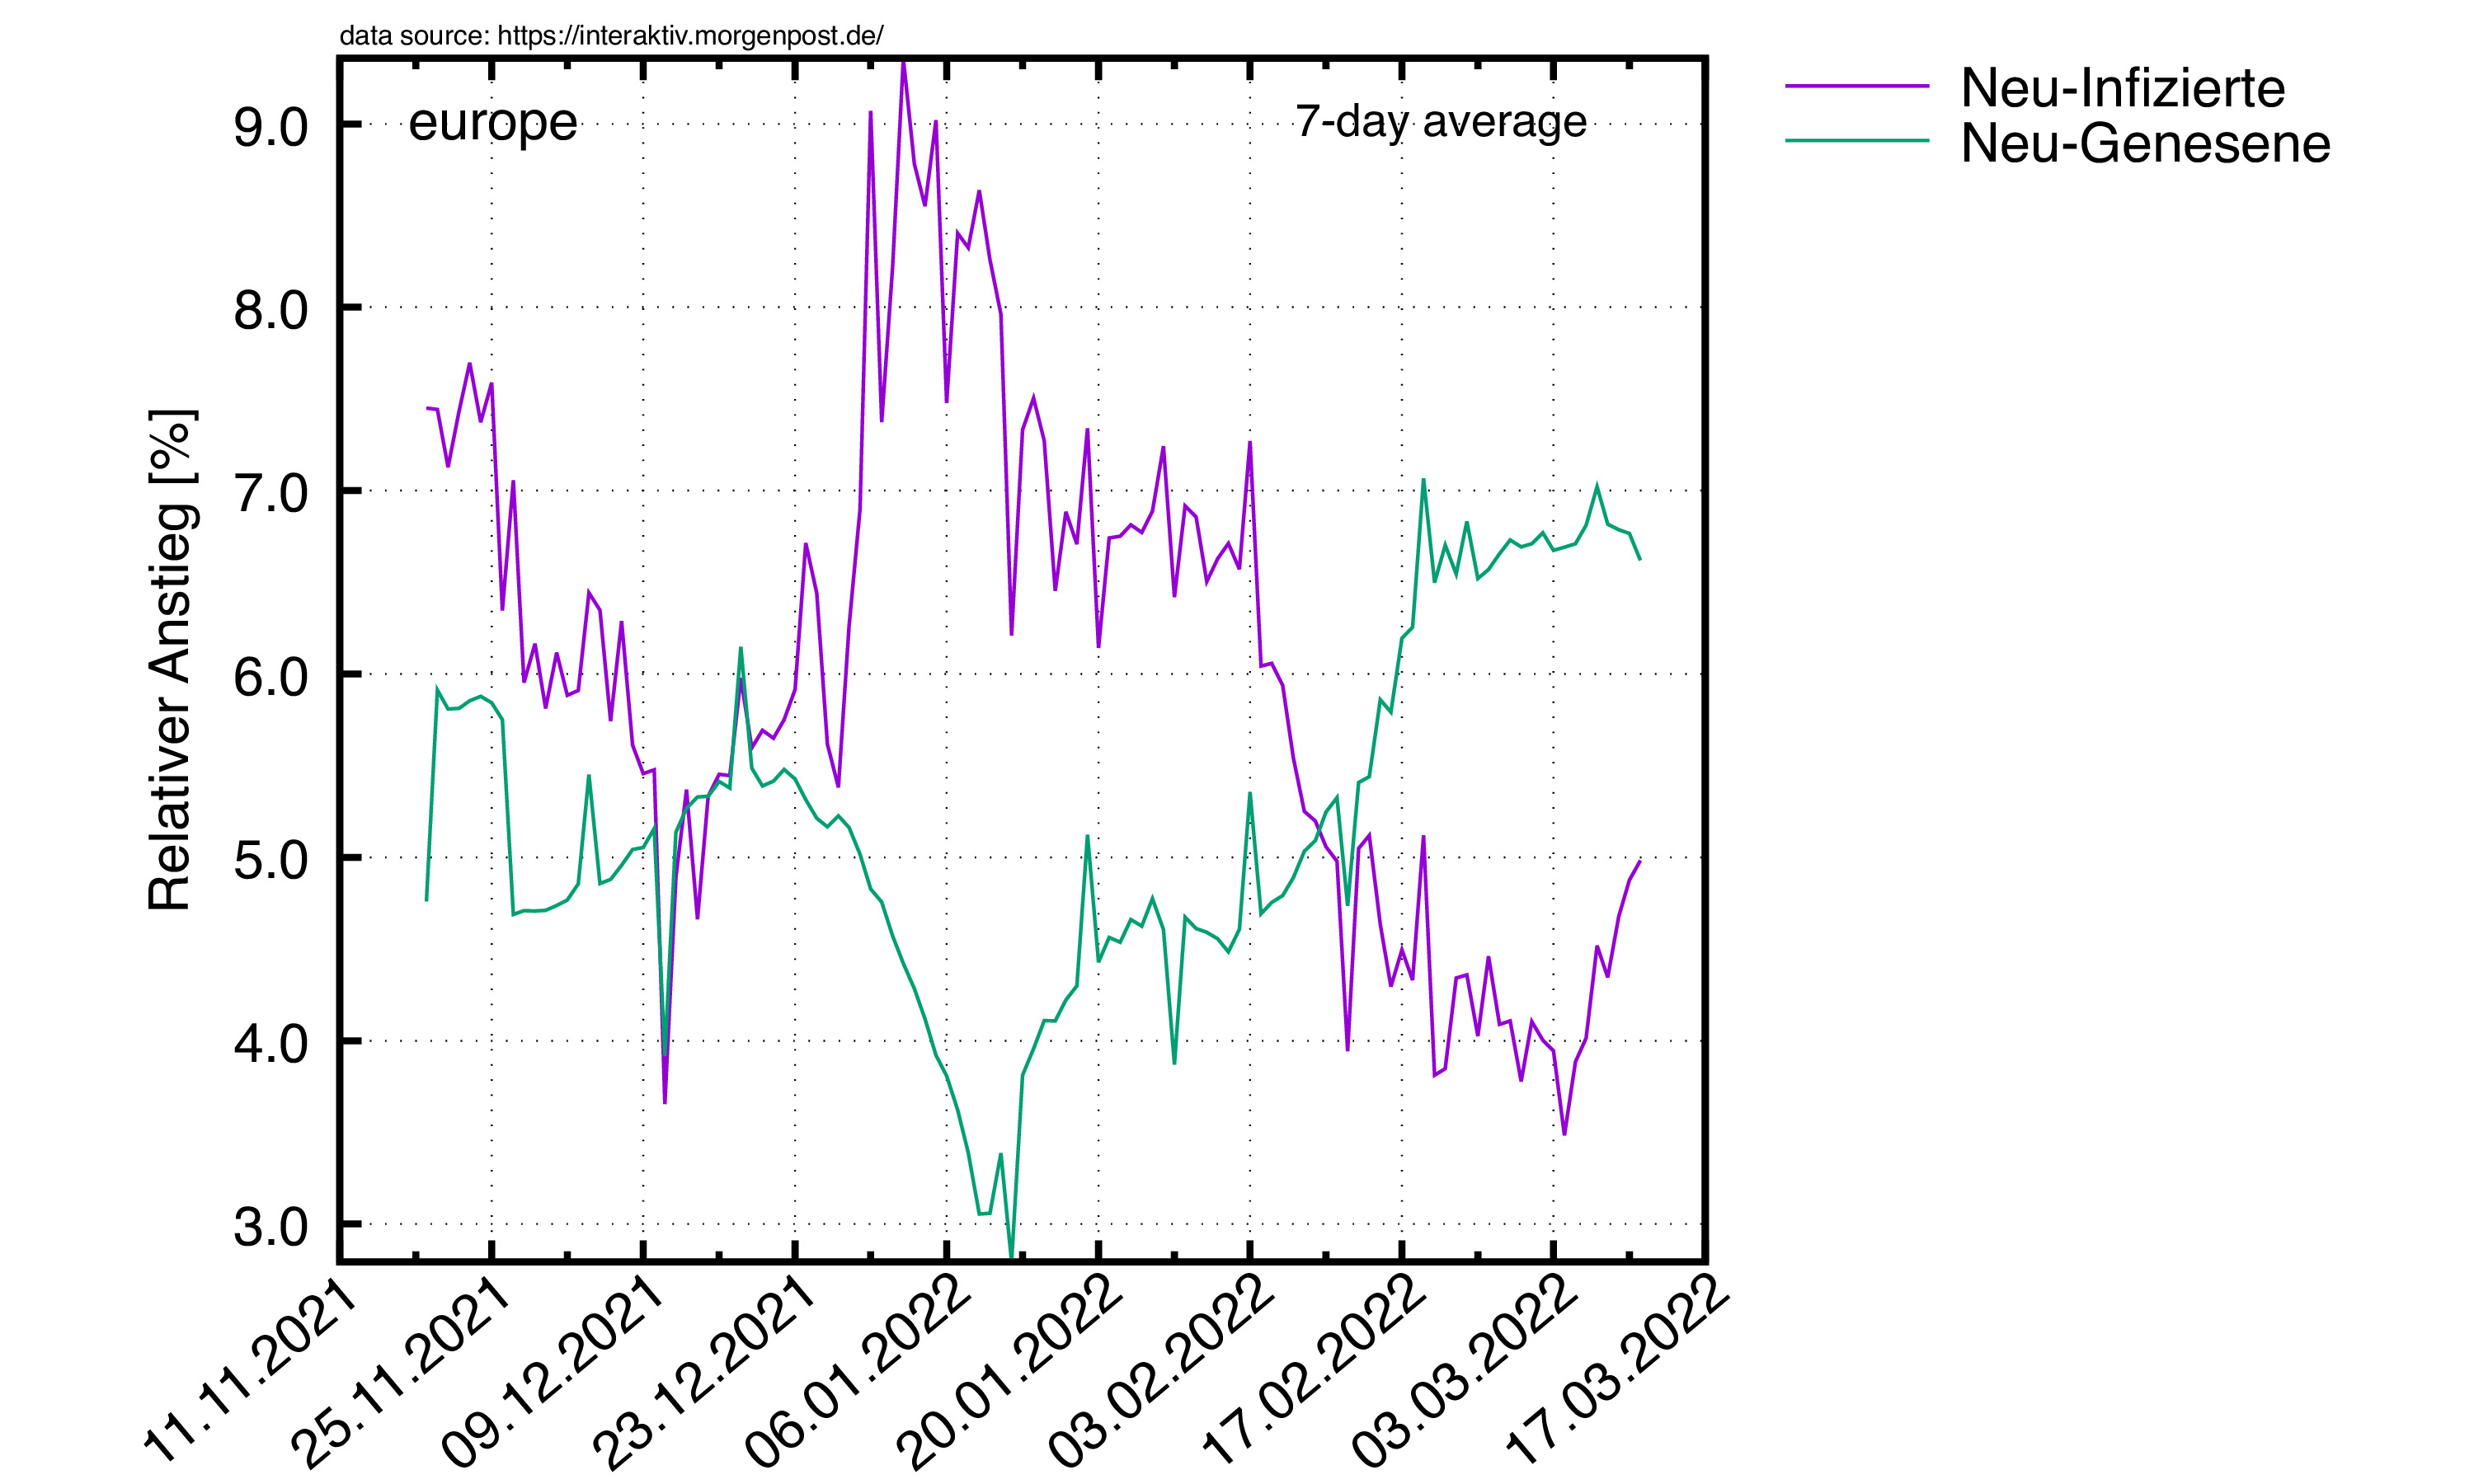 data source: https://interaktiv.morgenpost.de/
europe
7-day average
Neu-Infizierte
Neu-Genesene
Relativer Anstieg [%]
9.0
8.0
7.0
6.0
5.0
4.0
3.0
11.11.2021
25.11.2021
09.12.2021
23.12.2021
06.01.2022
20.01.2022
03.02.2022
17.02.2022
03.03.2022
17.03.2022